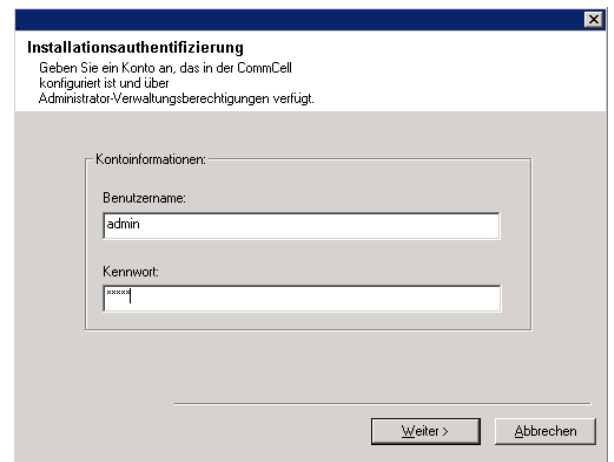 Installationsauthentifizierung
Geben Sie ein Konto an, das in der CommCell
konfiguriert ist und über
Administrator-Verwaltungsberechtigungen verfügt.
Kontoinformationen:
Benutzername:
admin
Kennwort:
*****
Weiter >
Abbrechen